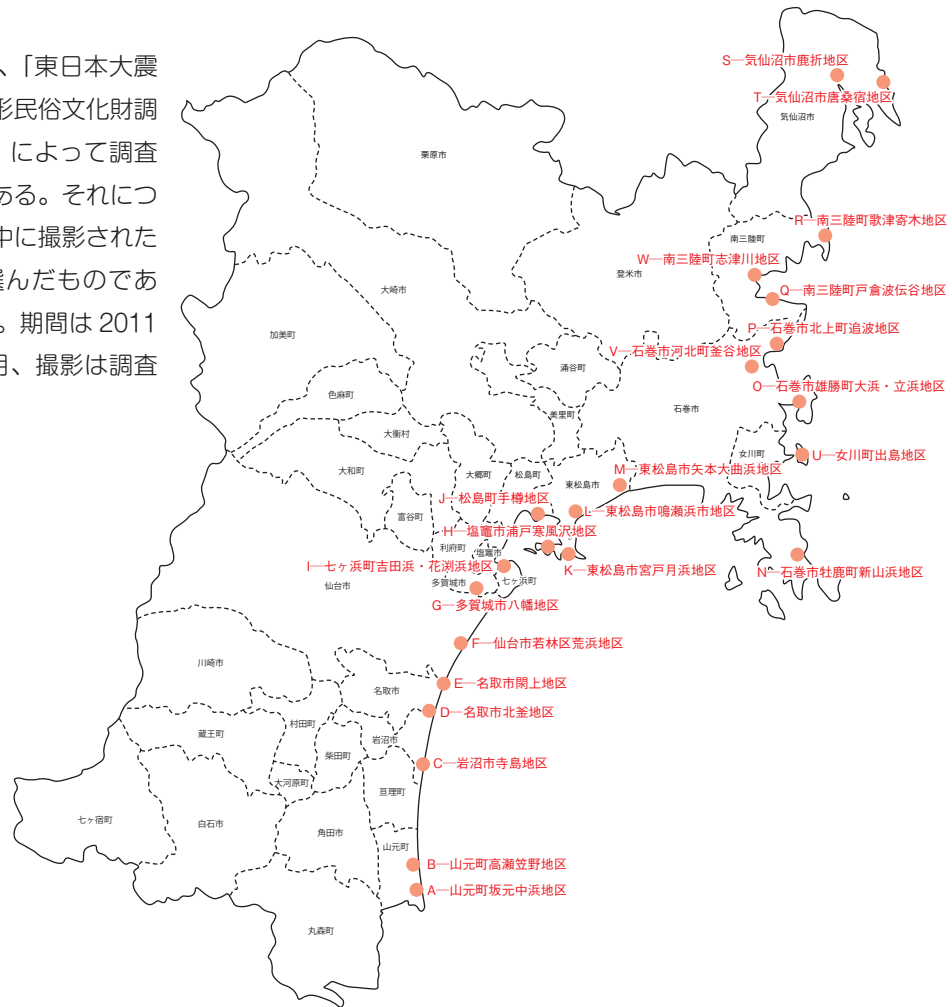 、「東日本大震
形民俗文化財調
」によって調査
ある。それにつ
中に撮影された
選んだものであ
。期間は 2011
月、撮影は調査
S—気仙沼市鹿折地区
T—気仙沼市唐桑宿地区
気仙沼市
栗原市
R—南三陸町歌津寄木地区
南三陸町
W—南三陸町志津川地区
登米市
大崎市
Q—南三陸町戸倉波伝谷地区
P—石巻市北上町追波地区
加美町
V—石巻市河北町釜谷地区
涌谷町
O—石巻市雄勝町大浜・立浜地区
色麻町
石巻市
美里町
大衡村
女川町
U—女川町出島地区
大和町
大郷町
松島町
M—東松島市矢本大曲浜地区
東松島市
J—松島町手樽地区
L—東松島市鳴瀬浜市地区
富谷町
H—塩竈市浦戸寒風沢地区
利府町
塩竈市
I—七ヶ浜町吉田浜・花渕浜地区
K—東松島市宮戸月浜地区
N—石巻市牡鹿町新山浜地区
仙台市
多賀城市
七ヶ浜町
G—多賀城市八幡地区
F—仙台市若林区荒浜地区
川崎市
E—名取市閖上地区
名取市
D—名取市北釜地区
村田町
蔵王町
岩沼市
柴田町
C—岩沼市寺島地区
大河原町
亘理町
七ヶ宿町
白石市
角田市
山元町
B—山元町高瀬笠野地区
A—山元町坂元中浜地区
丸森町